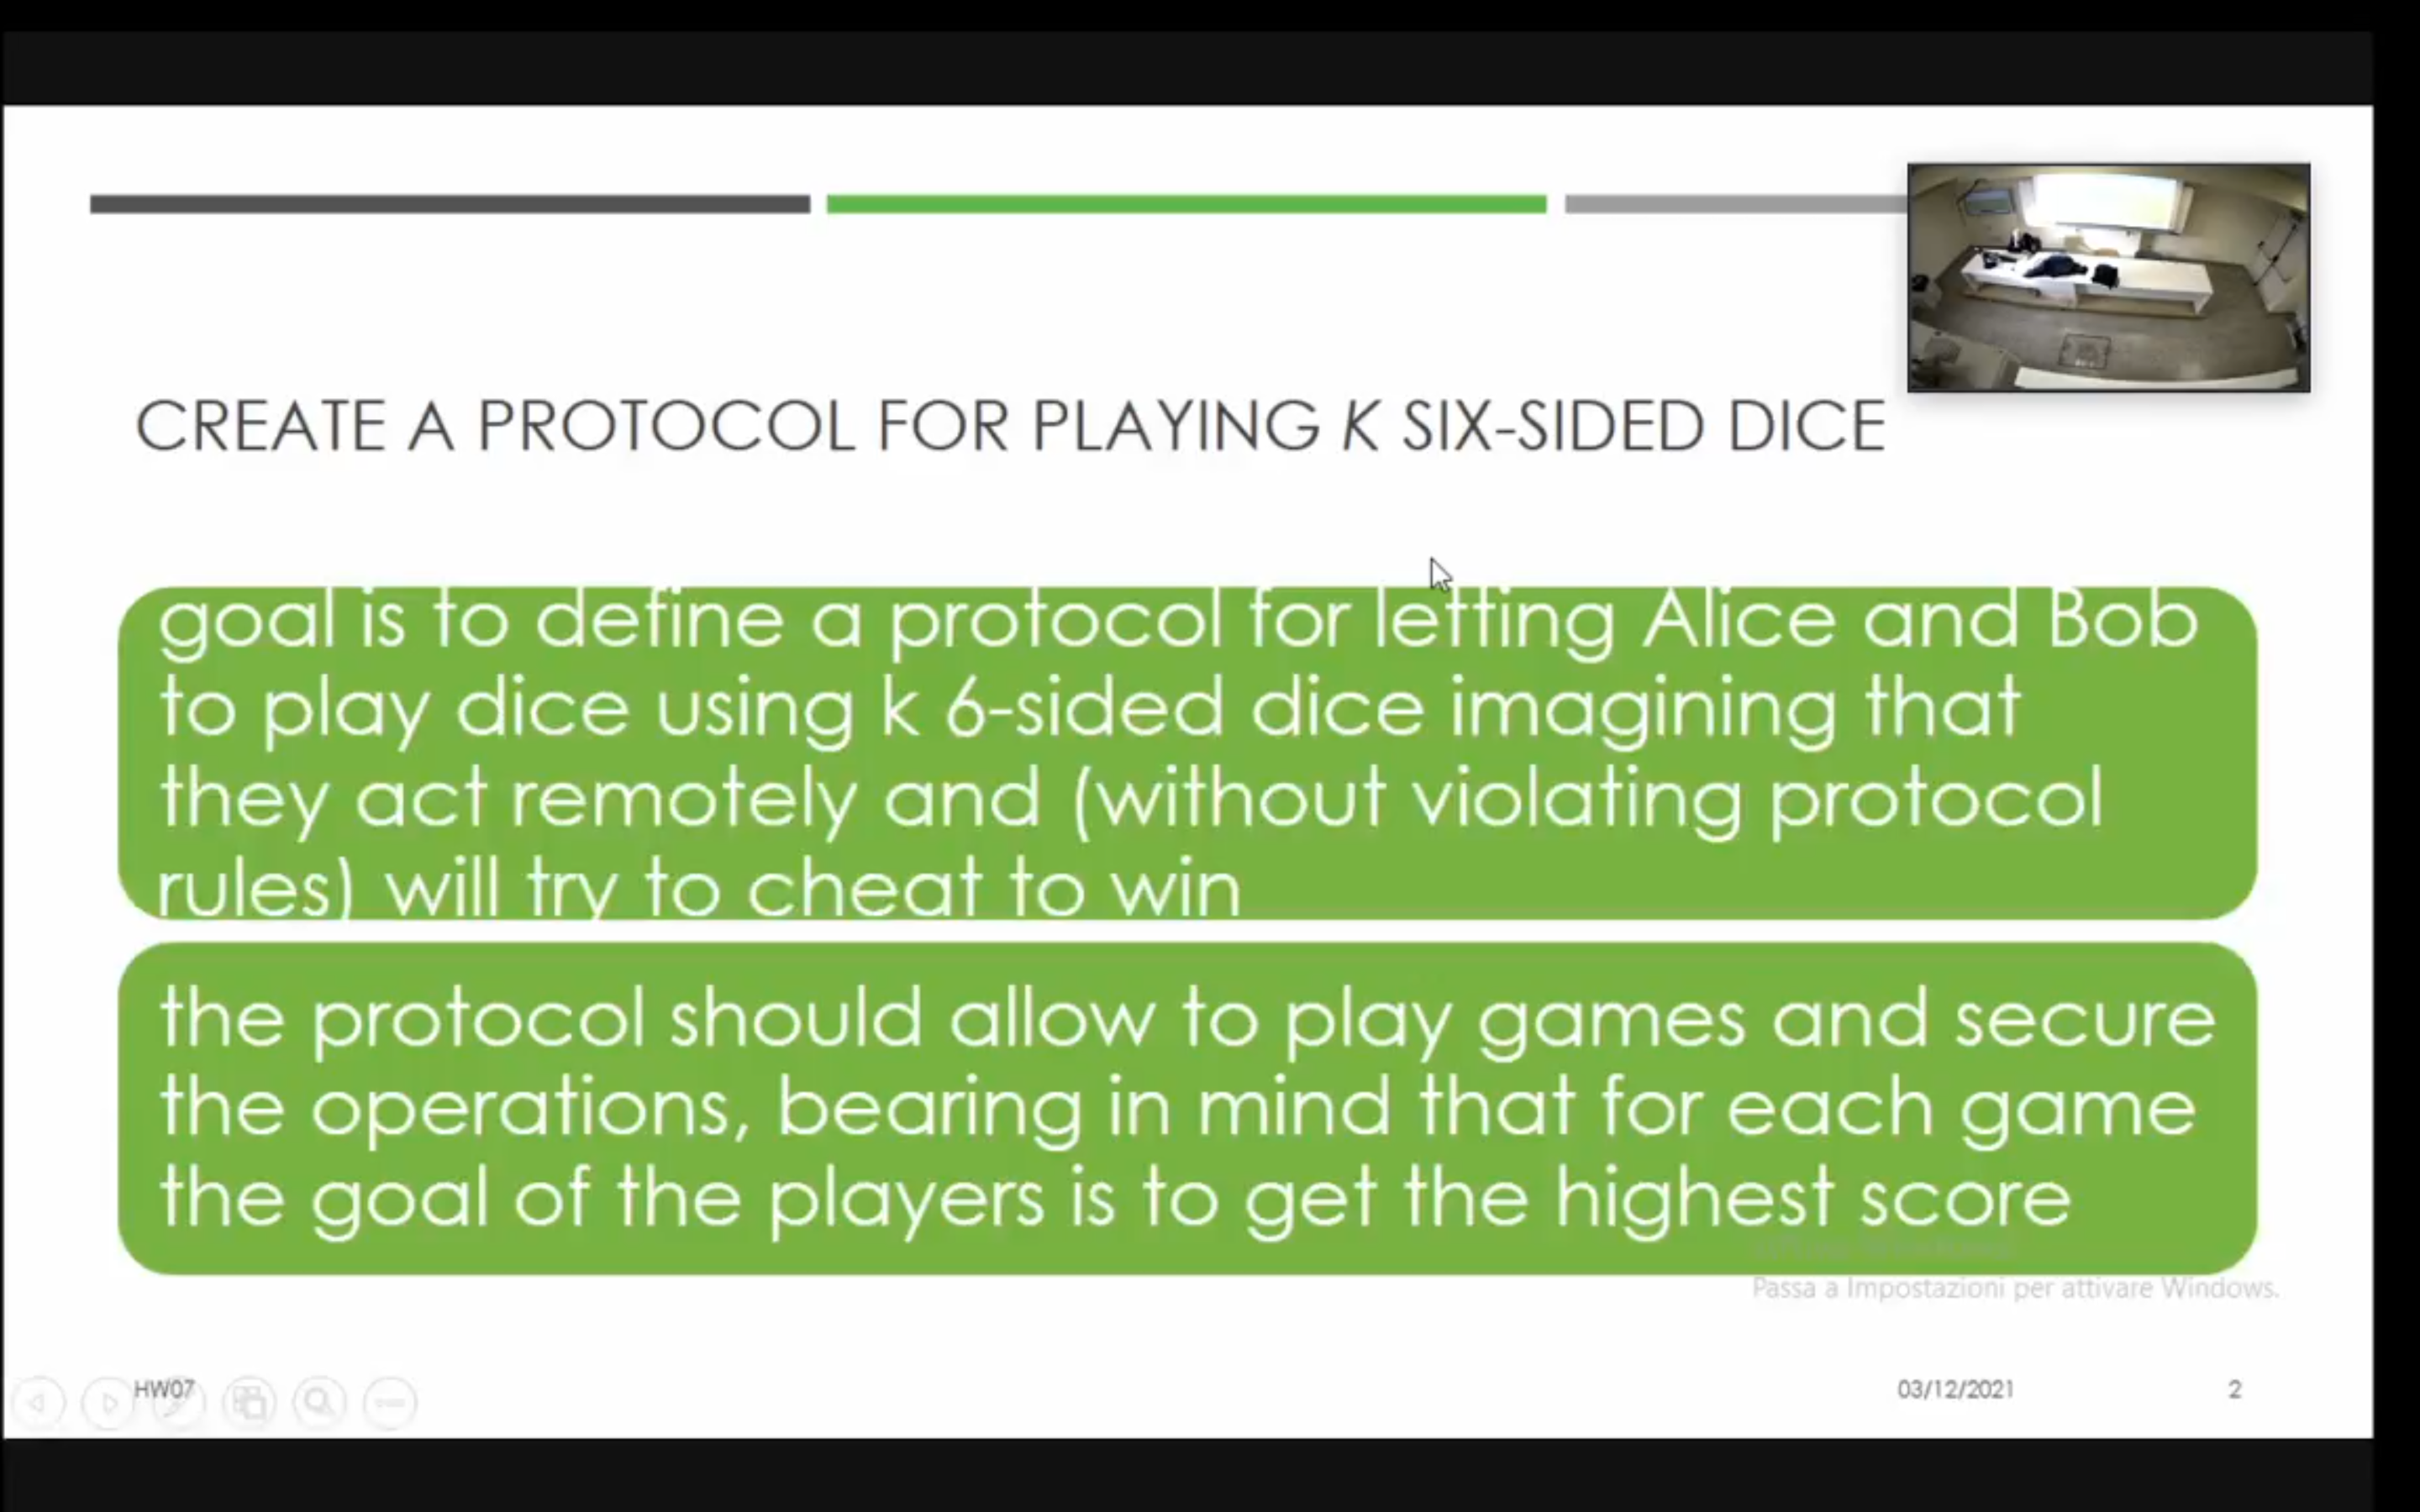 CREATE A PROTOCOL FOR PLAYING K SIX-SIDED DICE
goal is to define a protocol for letting Alice and Bob
to play dice using k 6-sided dice imagining that
they act remotely and (without violating protocol
rules) will try to cheat to win
the protocol should allow to play games and secure
the operations, bearing in mind that for each game
the goal of the players is to get the highest score
Passa a Impostazioni per attivare Windows.
HW07
03/12/2021
2